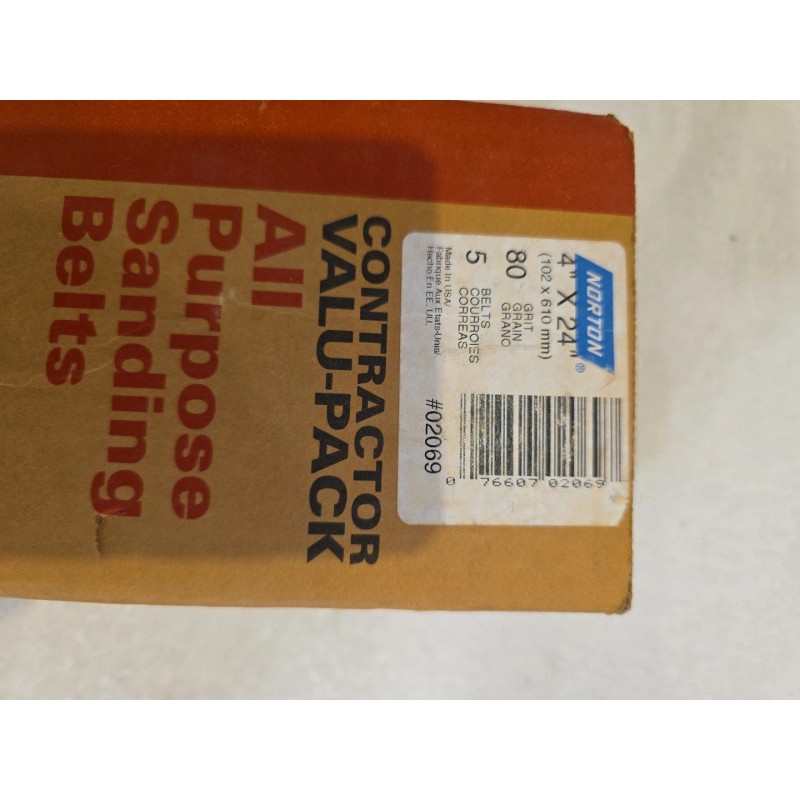 CONTRACTOR
VALU-PACK
All
Purpose
Sanding
Belts
NORTON®
4" X 24"
(102 X 610 mm)
80 GRIT
GRAIN
GRANO
5 BELTS
COURROIES
CORREAS
Made In USA/
Fabrique Aux Etats-Unis/
Hecho En EE. UU.
#02069
0 76607 02069